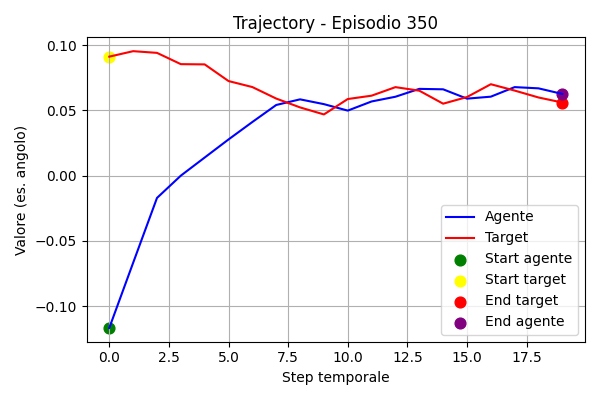 Trajectory - Episodio 350
Valore (es. angolo)
0.10
0.05
0.00
−0.05
−0.10
Agente
Target
Start agente
Start target
End target
End agente
0.0
2.5
5.0
7.5
10.0
12.5
15.0
17.5
Step temporale